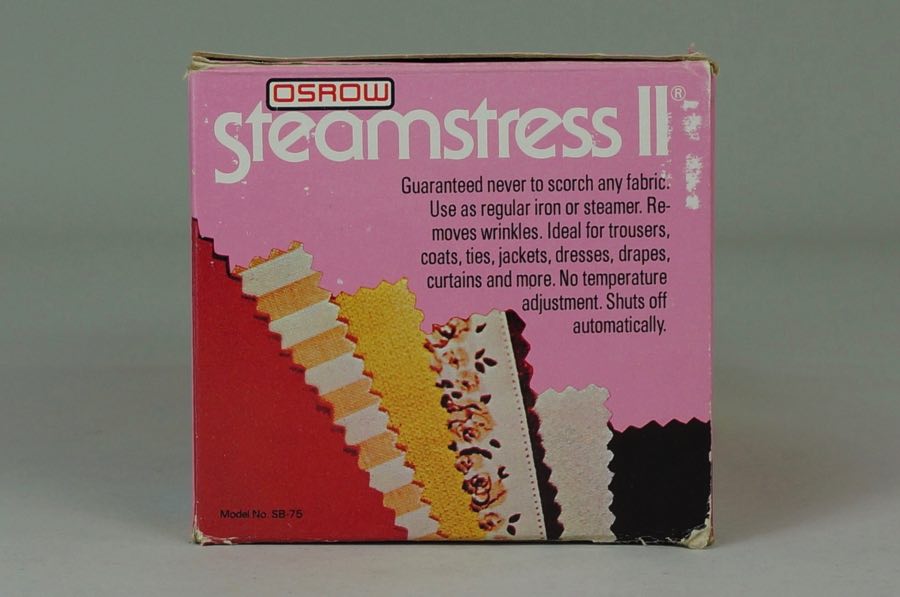 OSROW
steamstress II®
Guaranteed never to scorch any fabric.
Use as regular iron or steamer. Re-
moves wrinkles. Ideal for trousers,
coats, ties, jackets, dresses, drapes,
curtains and more. No temperature
adjustment. Shuts off
automatically.
Model No. SB-75